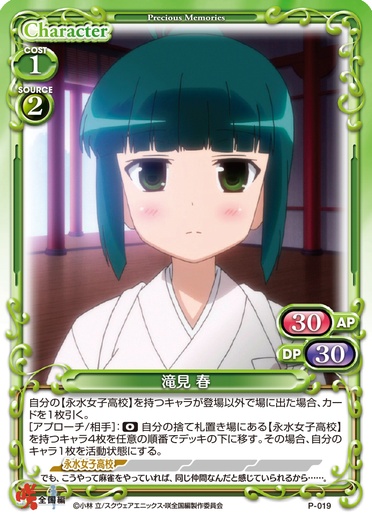 Precious Memories
Character
COST
1
SOURCE
2
30 AP
DP 30
滝見 春
自分の【永水女子高校】を持つキャラが登場以外で場に出た場合、カー
ドを1枚引く。
[アプローチ/相手]: 0 自分の捨て札置き場にある【永水女子高校】
を持つキャラ4枚を任意の順番でデッキの下に移す。その場合、自分の
キャラ1枚を活動状態にする。
永水女子高校
でも、こうやって麻雀をやっていれば、同じ仲間なんだと感じていられるから……。
咲 全国編
©小林 立/スクウェアエニックス・咲全国編製作委員会
P-019